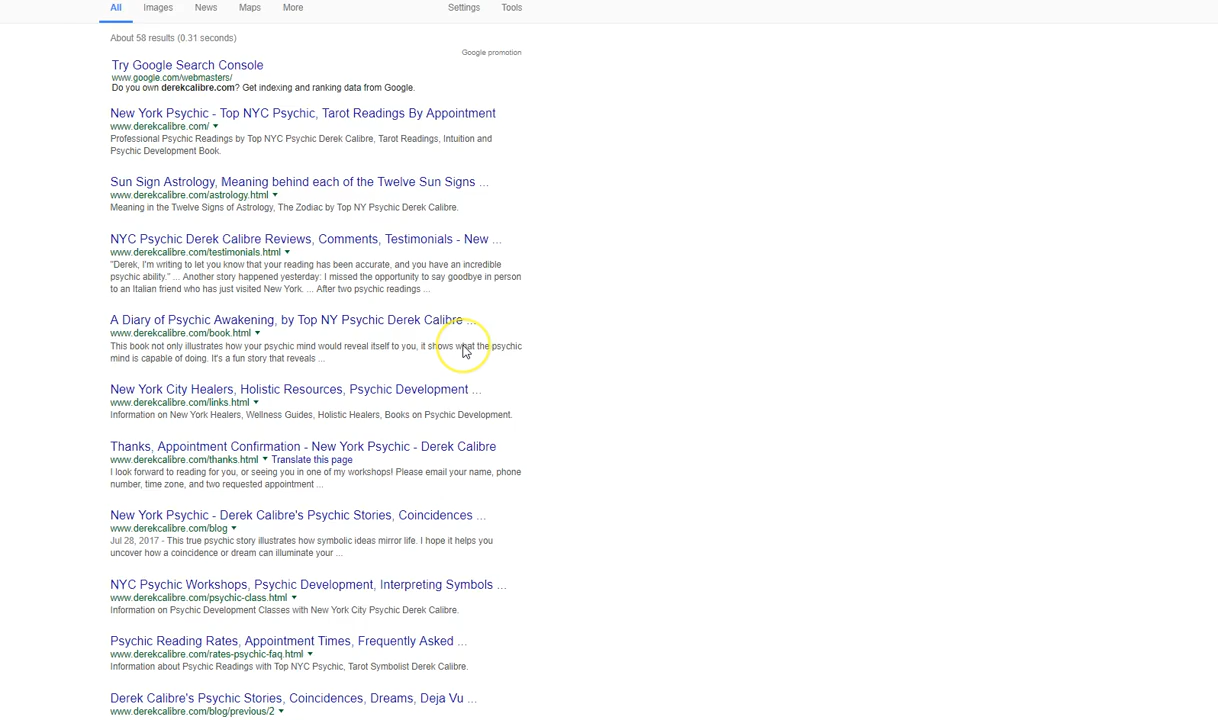 All Images News Maps More Settings Tools
About 58 results (0.31 seconds)
Google promotion
Try Google Search Console
www.google.com/webmasters/
Do you own derekcalibre.com? Get indexing and ranking data from Google.
New York Psychic - Top NYC Psychic, Tarot Readings By Appointment
www.derekcalibre.com/
Professional Psychic Readings by Top NYC Psychic Derek Calibre, Tarot Readings, Intuition and
Psychic Development Book.
Sun Sign Astrology, Meaning behind each of the Twelve Sun Signs ...
www.derekcalibre.com/astrology.html
Meaning in the Twelve Signs of Astrology, The Zodiac by Top NY Psychic Derek Calibre.
NYC Psychic Derek Calibre Reviews, Comments, Testimonials - New ...
www.derekcalibre.com/testimonials.html
"Derek, I'm writing to let you know that your reading has been accurate, and you have an incredible
psychic ability." ... Another story happened yesterday: I missed the opportunity to say goodbye in person
to an Italian friend who has just visited New York. ... After two psychic readings ...
A Diary of Psychic Awakening, by Top NY Psychic Derek Calibre ...
www.derekcalibre.com/book.html
This book not only illustrates how your psychic mind would reveal itself to you, it shows what the psychic
mind is capable of doing. It's a fun story that reveals ...
New York City Healers, Holistic Resources, Psychic Development ...
www.derekcalibre.com/links.html
Information on New York Healers, Wellness Guides, Holistic Healers, Books on Psychic Development.
Thanks, Appointment Confirmation - New York Psychic - Derek Calibre
www.derekcalibre.com/thanks.html Translate this page
I look forward to reading for you, or seeing you in one of my workshops! Please email your name, phone
number, time zone, and two requested appointment ...
New York Psychic - Derek Calibre's Psychic Stories, Coincidences ...
www.derekcalibre.com/blog
Jul 28, 2017 - This true psychic story illustrates how symbolic ideas mirror life. I hope it helps you
uncover how a coincidence or dream can illuminate your ...
NYC Psychic Workshops, Psychic Development, Interpreting Symbols ...
www.derekcalibre.com/psychic-class.html
Information on Psychic Development Classes with New York City Psychic Derek Calibre.
Psychic Reading Rates, Appointment Times, Frequently Asked ...
www.derekcalibre.com/rates-psychic-faq.html
Information about Psychic Readings with Top NYC Psychic, Tarot Symbolist Derek Calibre.
Derek Calibre's Psychic Stories, Coincidences, Dreams, Deja Vu ...
www.derekcalibre.com/blog/previous/2